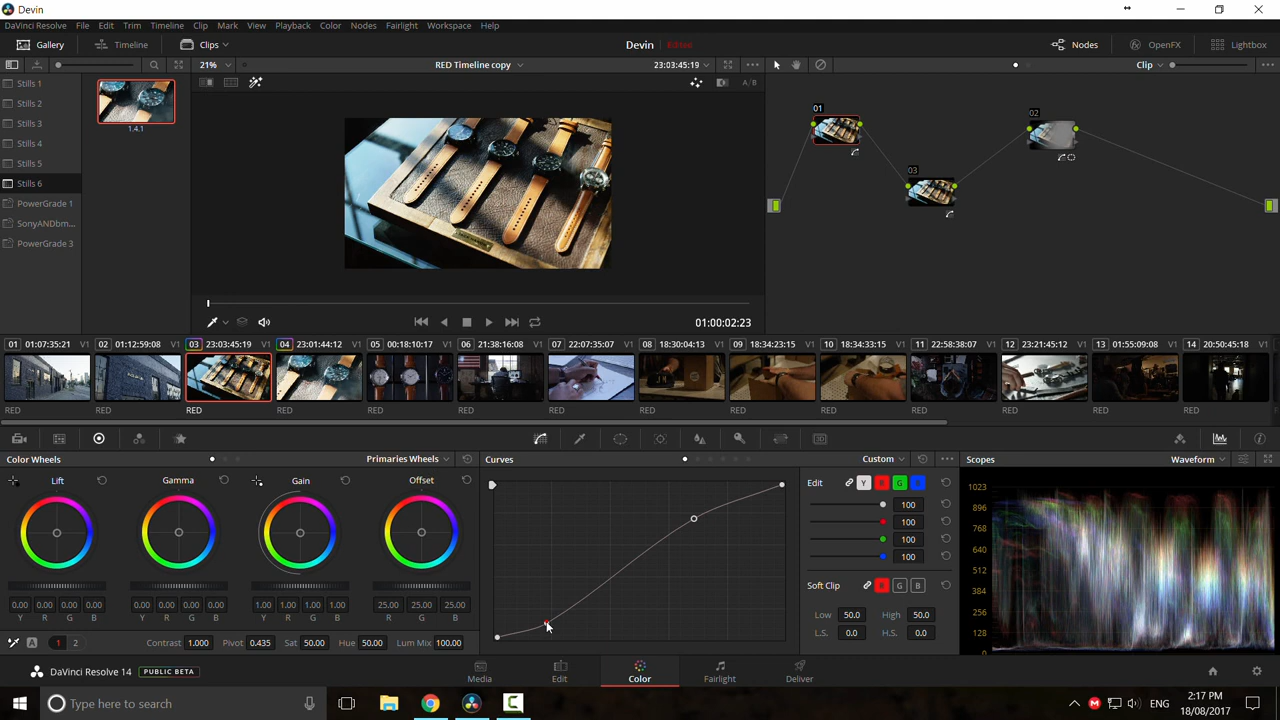 Devin
DaVinci Resolve File Edit Trim Timeline Clip Mark View Playback Color Nodes Fairlight Workspace Help
Gallery Timeline Clips Devin Edited Nodes OpenFX Lightbox
21% RED Timeline copy 23:03:45:19 Clip
A/B
Stills 1
Stills 2
Stills 3
Stills 4
Stills 5
Stills 6
PowerGrade 1
SonyANDbm...
PowerGrade 3
1.4.1
01
02
03
01:00:02:23
01 01:07:35:21 V1 02 01:12:59:08 V1 03 23:03:45:19 V1 04 23:01:44:12 V1 05 00:18:10:17 V1 06 21:38:16:08 V1 07 22:07:35:07 V1 08 18:30:04:13 V1 09 18:34:23:15 V1 10 18:34:33:15 V1 11 22:58:38:07 V1 12 23:21:45:12 V1 13 01:55:09:08 V1 14 20:50:45:18 V1
RED RED RED RED RED RED RED RED RED RED RED RED RED RED
3D
Color Wheels Primaries Wheels Curves Custom Scopes Waveform
Lift Gamma Gain Offset
0.00 0.00 0.00 0.00 0.00 0.00 0.00 0.00 1.00 1.00 1.00 1.00 25.00 25.00 25.00
Y R G B Y R G B Y R G B R G B
A 1 2 Contrast 1.000 Pivot 0.435 Sat 50.00 Hue 50.00 Lum Mix 100.00
Edit Y R G B
100
100
100
100
Soft Clip R G B
Low 50.0 High 50.0
L.S. 0.0 H.S. 0.0
1023
896
768
640
512
384
256
128
0
DaVinci Resolve 14 PUBLIC BETA
Media Edit Color Fairlight Deliver
Type here to search
ENG
2:17 PM
18/08/2017